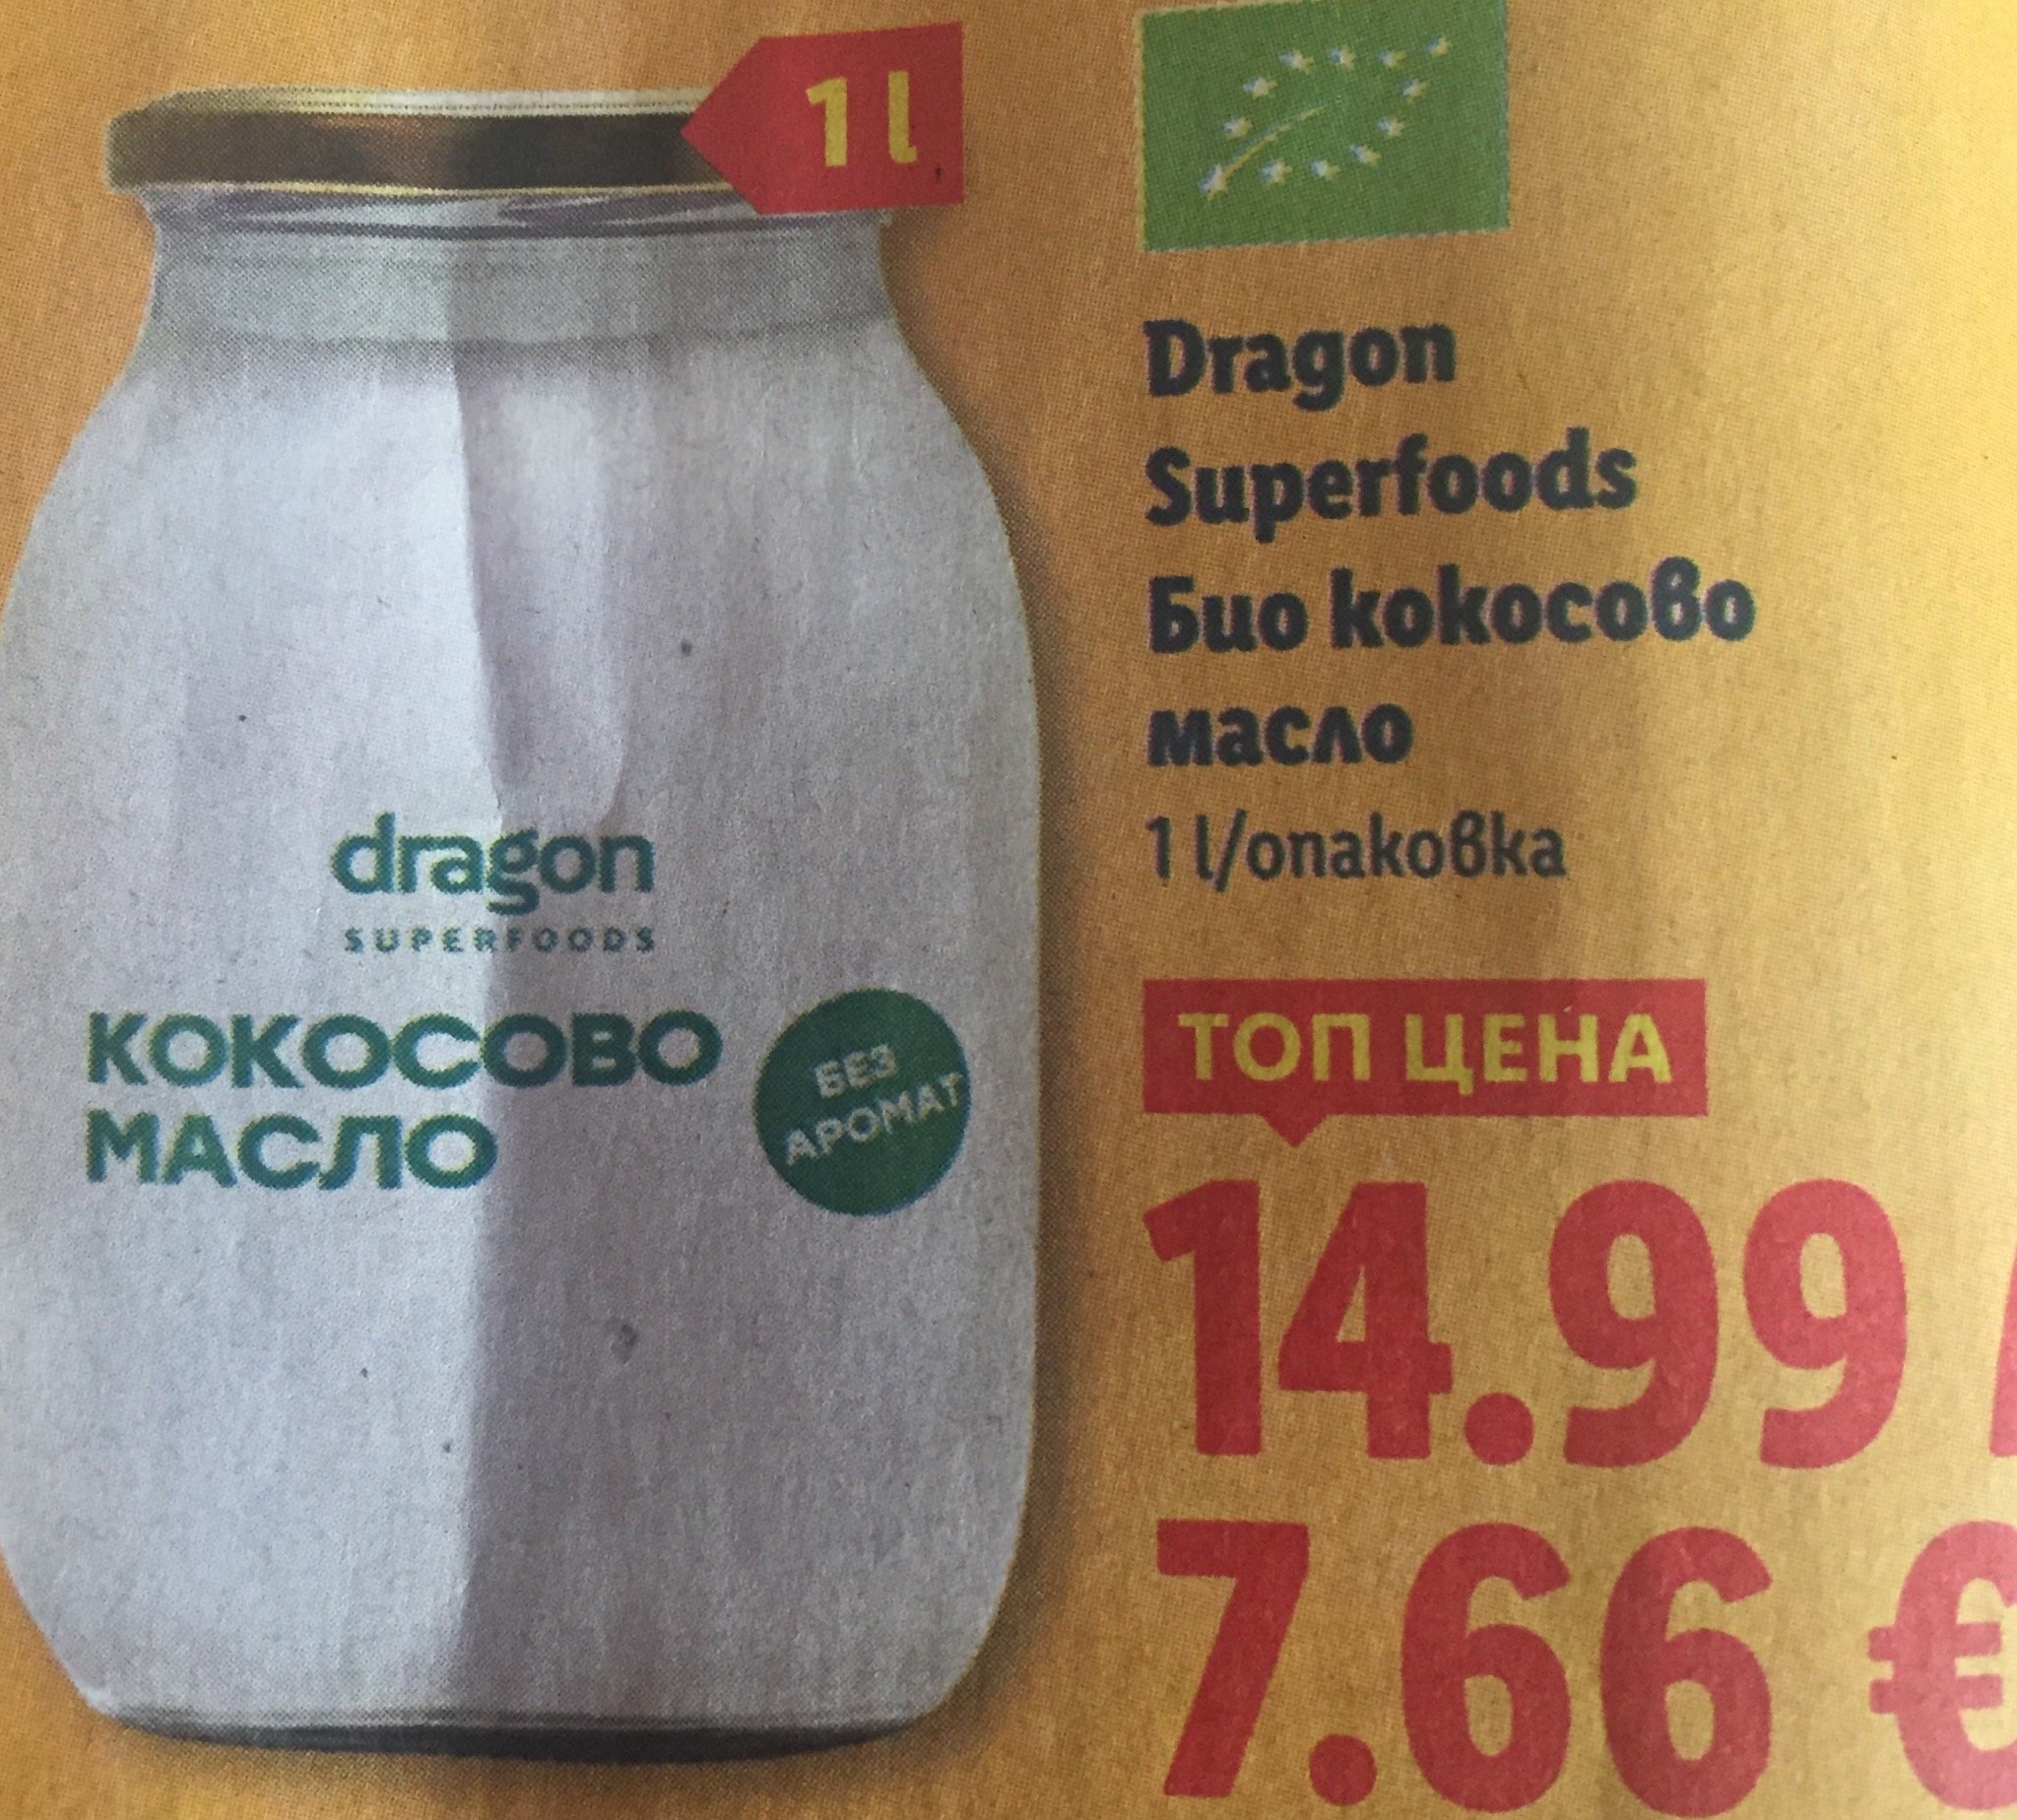 1 l
Dragon
Superfoods
Био кокосово
масло
1 l/опаковка
dragon
SUPERFOODS
КОКОСОВО
МАСЛО
БЕЗ
АРОМАТ
ТОП ЦЕНА
14.99
7.66 €